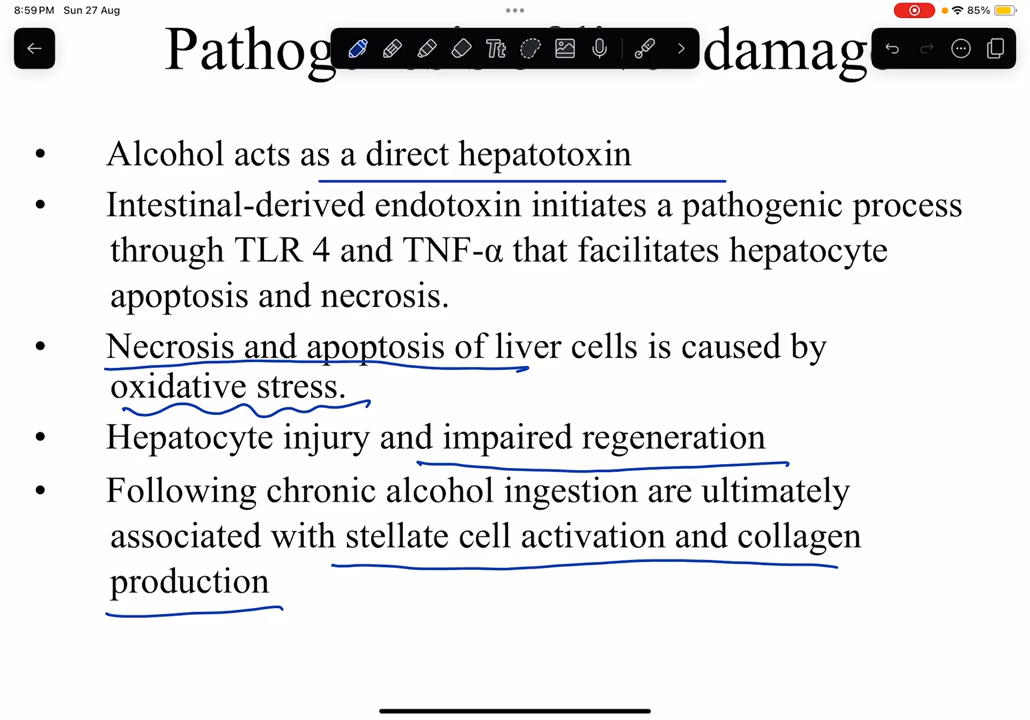 8:59 PM Sun 27 Aug
85%
Tt
Pathog damag
• Alcohol acts as a direct hepatotoxin
• Intestinal-derived endotoxin initiates a pathogenic process
through TLR 4 and TNF-α that facilitates hepatocyte
apoptosis and necrosis.
• Necrosis and apoptosis of liver cells is caused by
oxidative stress.
• Hepatocyte injury and impaired regeneration
• Following chronic alcohol ingestion are ultimately
associated with stellate cell activation and collagen
production